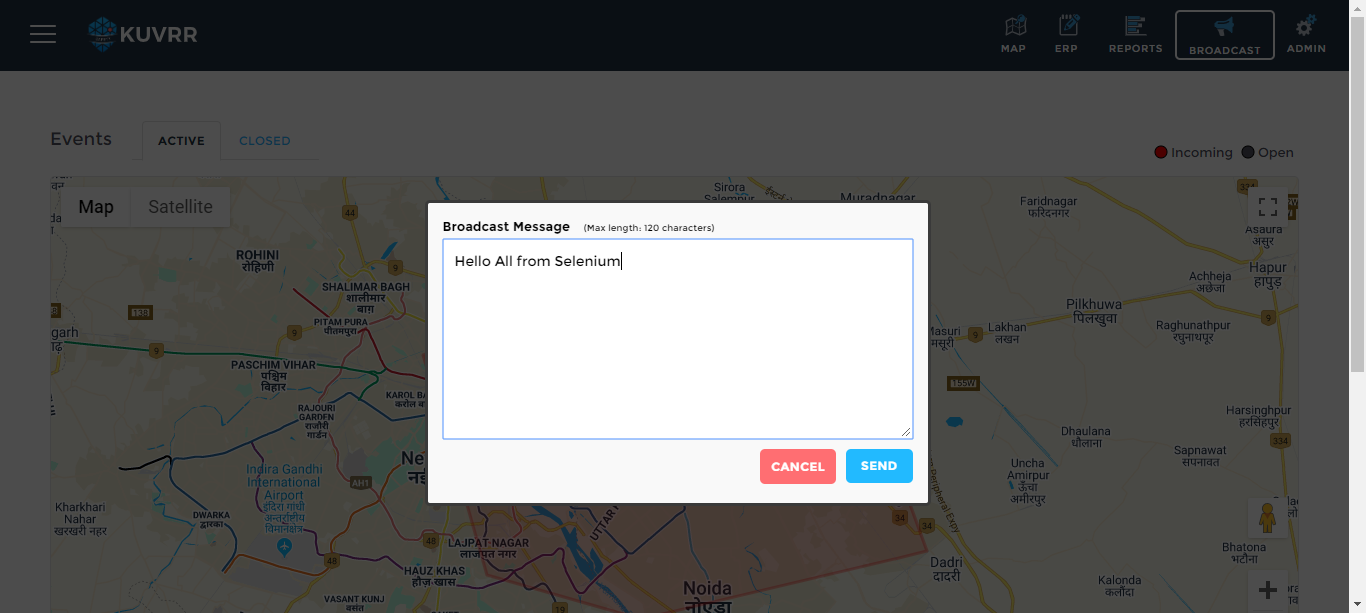 KUVRR
MAP
ERP
REPORTS
BROADCAST
ADMIN
Events
ACTIVE
CLOSED
Incoming
Open
Map
Satellite
Broadcast Message (Max length: 120 characters)
Hello All from Selenium
CANCEL
SEND
44
Sirora
Salempur
Muradnagar
Faridnagar
फरिदनगर
334
Asaura
असुर
ROHINI
रोहिणी
9
SHALIMAR BAGH
शालीमार
बाग़
Achheja
अछेजा
Hapur
हापुड़
13B
PITAM PURA
पीतमपुरा
9
Pilkhuwa
पिलखुवा
9
9
Masuri
मसूरी
9
Lakhan
लखन
Raghunathpur
रघुनाथपूर
PASCHIM VIHAR
पश्चिम
विहार
KAROL BA
करोल ब
RAJOURI
GARDEN
राजौरी
गार्डन
Harsinghpur
हरसिंहपुर
Dhaulana
धौलाना
334
Sapnawat
सपनावत
Ne
नई
Indira Gandhi
International
Airport
इंदिरा गांधी
अन्तर्राष्ट्रीय
विमानक्षेत्र
AH1
Uncha
Amirpur
ऊँचा
अमीरपुर
Peripheral Expy
Kharkhari
Nahar
खरखरी नहर
DWARKA
द्वारका
UTTAR
34
34
48
LAJPAT NAGAR
लाजपत नगर
Bhatona
भटोना
48
HAUZ KHAS
हौज़ खास
Dadri
दादरी
Kalonda
कलौंदा
Noida
नोएडा
VASANT KUNJ
वसंत
19